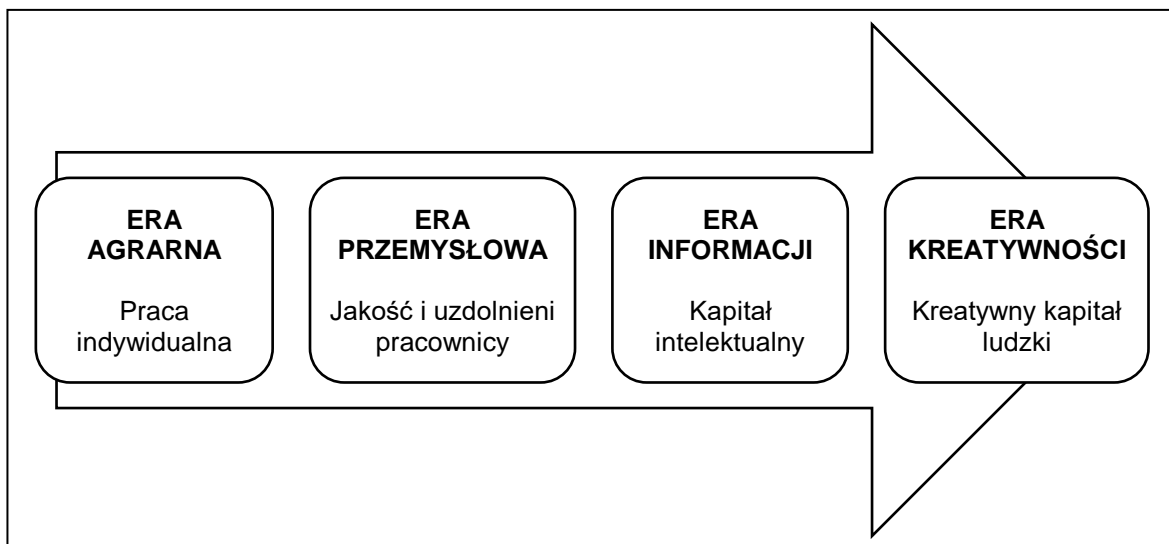 ERA
AGRARNA
Praca
indywidualna
ERA
PRZEMYSŁOWA
Jakość i uzdolnieni
pracownicy
ERA
INFORMACJI
Kapitał
intelektualny
ERA
KREATYWNOŚCI
Kreatywny kapitał
ludzki